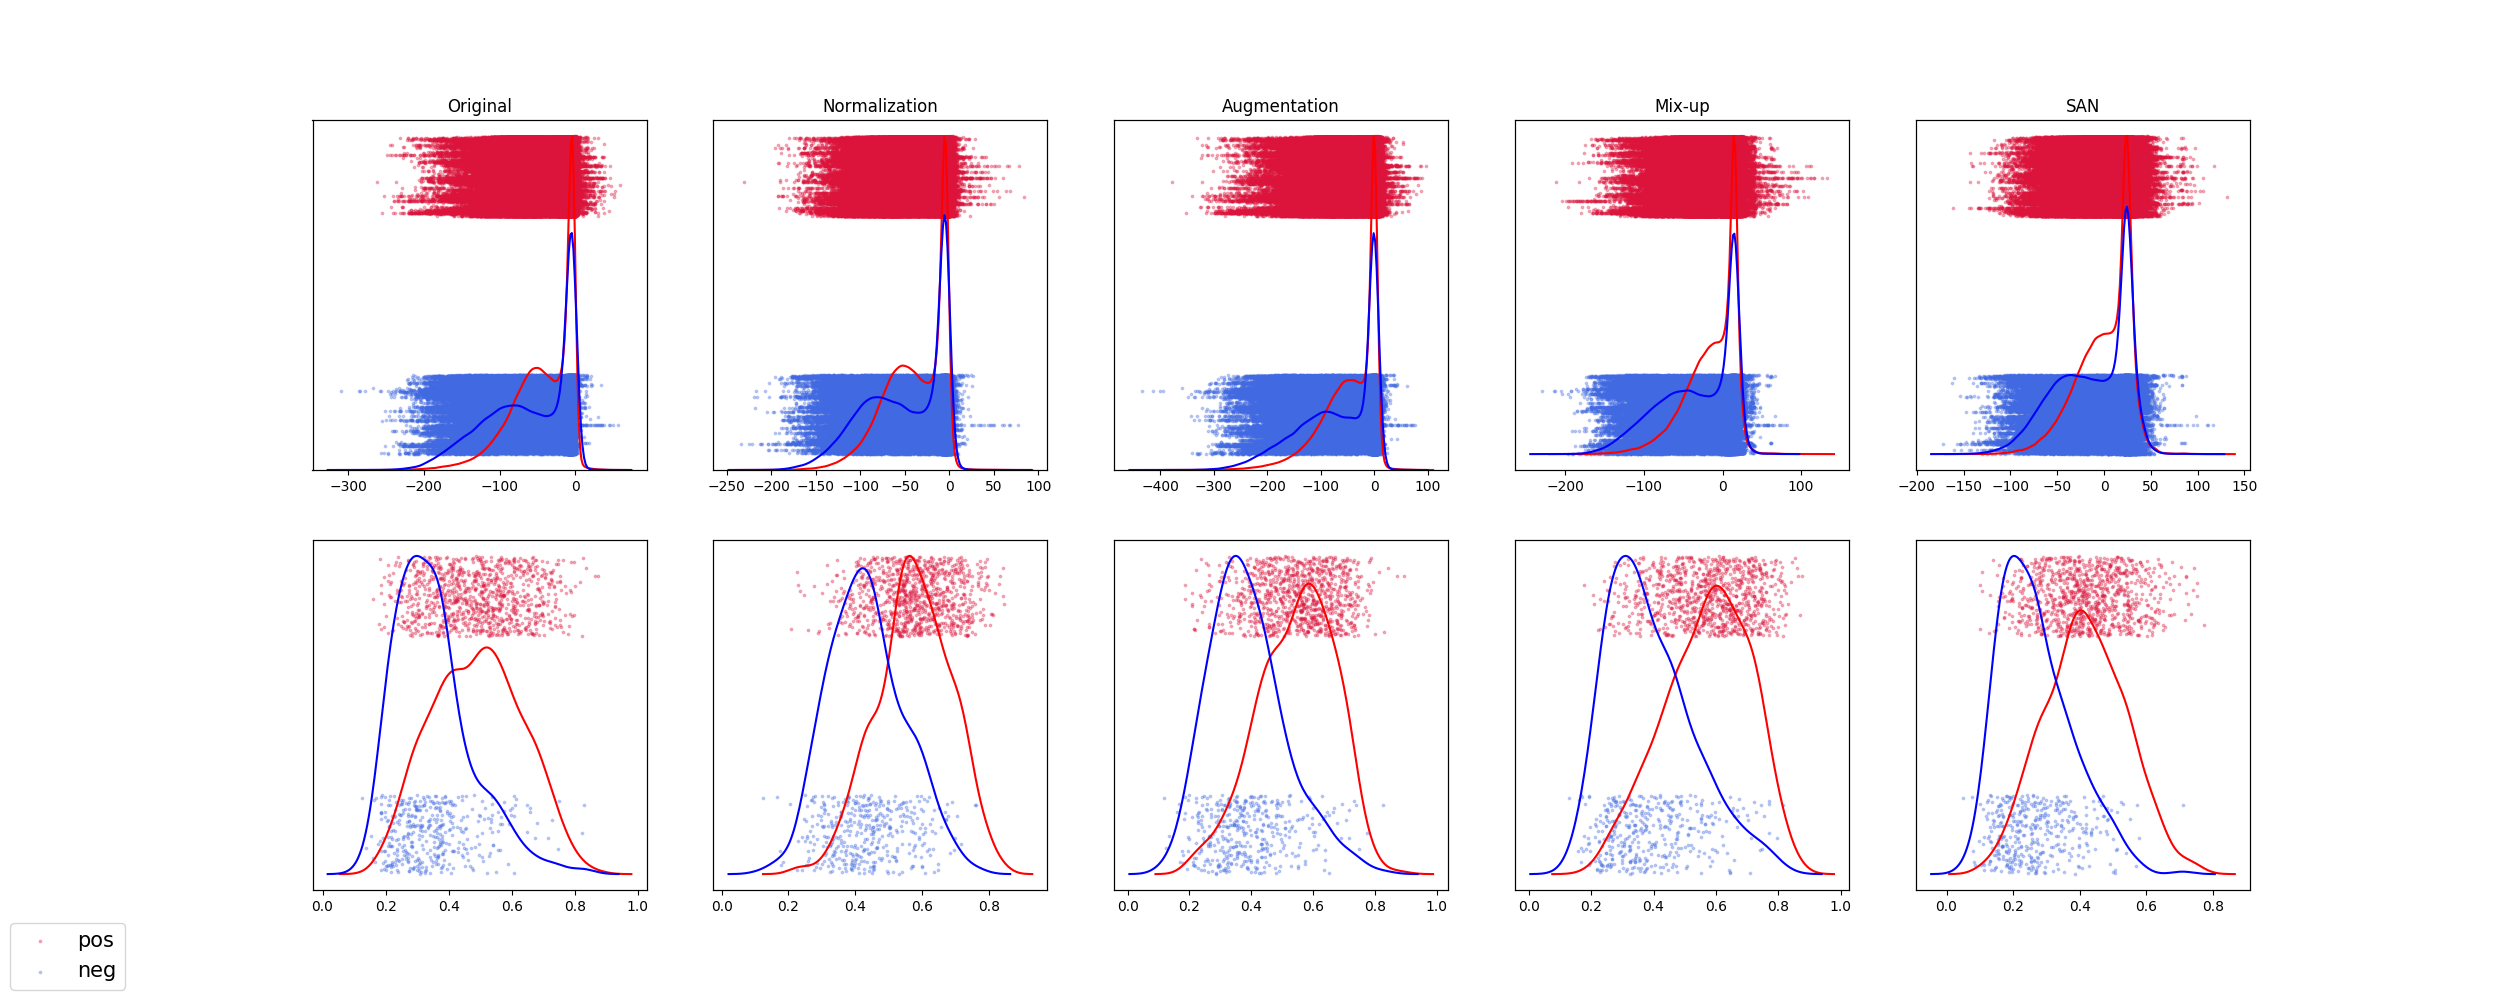 Original Normalization Augmentation Mix-up SAN
−300 −200 −100 0 −250 −200 −150 −100 −50 0 50 100 −400 −300 −200 −100 0 100 −200 −100 0 100 −200 −150 −100 −50 0 50 100 150
0.0 0.2 0.4 0.6 0.8 1.0 0.0 0.2 0.4 0.6 0.8 0.0 0.2 0.4 0.6 0.8 1.0 0.0 0.2 0.4 0.6 0.8 1.0 0.0 0.2 0.4 0.6 0.8
pos
neg